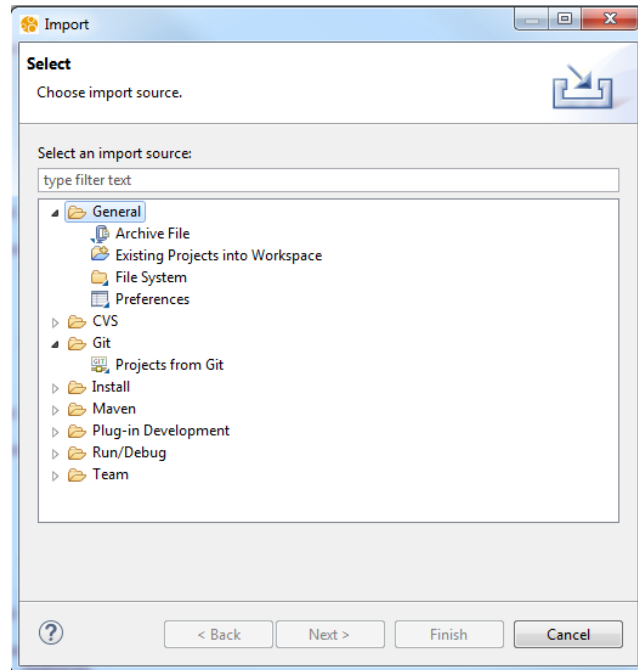 Import
Select
Choose import source.
Select an import source:
type filter text
General
Archive File
Existing Projects into Workspace
File System
Preferences
CVS
Git
GIT Projects from Git
Install
Maven
Plug-in Development
Run/Debug
Team
? < Back Next > Finish Cancel